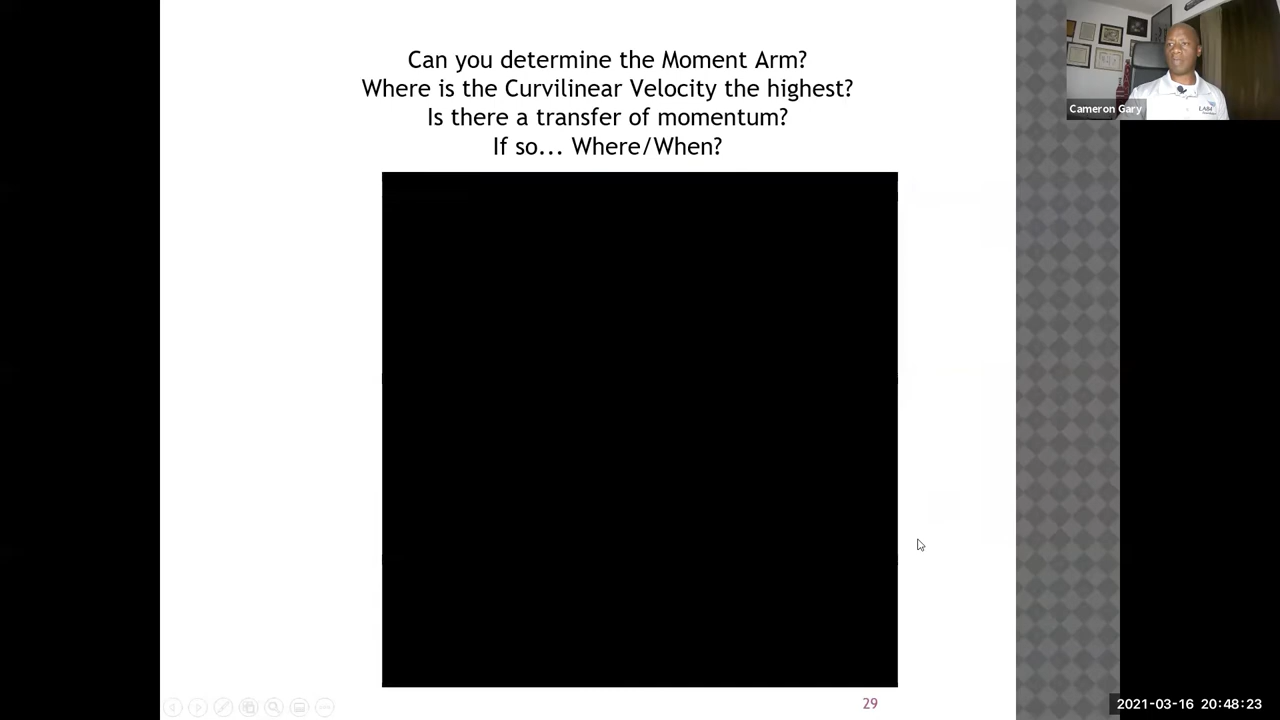 Can you determine the Moment Arm?
Where is the Curvilinear Velocity the highest?
Is there a transfer of momentum?
If so... Where/When?
Cameron Gary
29
2021-03-16 20:48:23